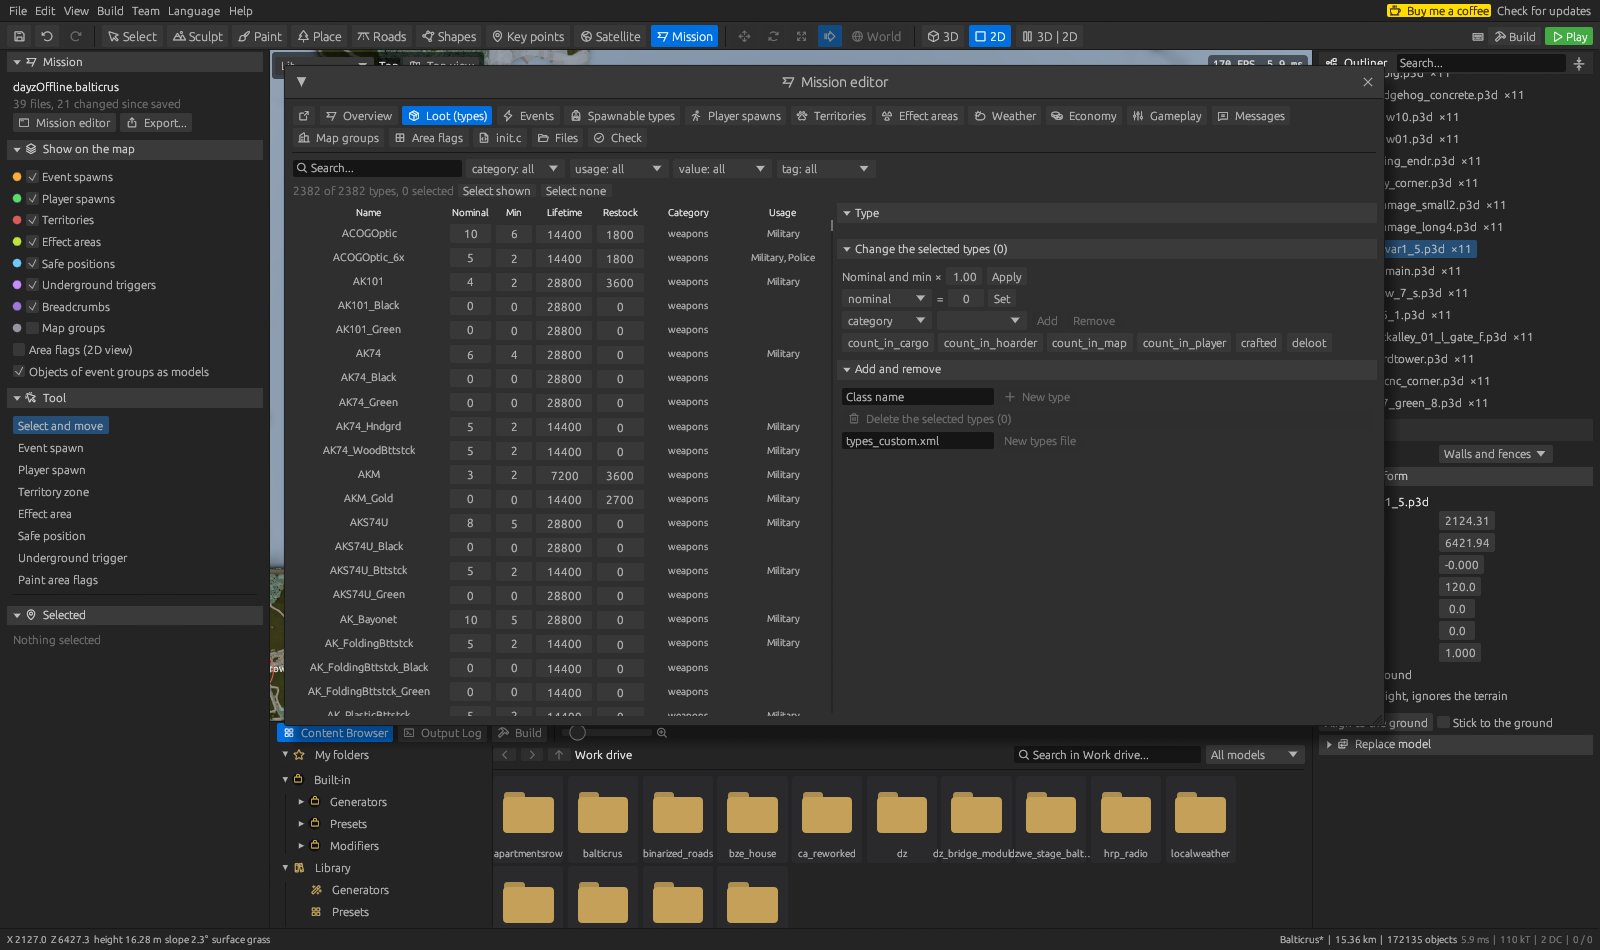 File Edit View Build Team Language Help
Buy me a coffee Check for updates
Select Sculpt Paint Place Roads Shapes Key points Satellite Mission World 3D 2D 3D | 2D Build Play
Mission
dayzOffline.balticrus
39 files, 21 changed since saved
Mission editor Export...
Show on the map
Event spawns
Player spawns
Territories
Effect areas
Safe positions
Underground triggers
Breadcrumbs
Map groups
Area flags (2D view)
Objects of event groups as models
Tool
Select and move
Event spawn
Player spawn
Territory zone
Effect area
Safe position
Underground trigger
Paint area flags
Selected
Nothing selected
Mission editor
Overview Loot (types) Events Spawnable types Player spawns Territories Effect areas Weather Economy Gameplay Messages
Map groups Area flags init.c Files Check
Search... category: all usage: all value: all tag: all
2382 of 2382 types, 0 selected Select shown Select none
Name Nominal Min Lifetime Restock Category Usage
ACOGOptic 10 6 14400 1800 weapons Military
ACOGOptic_6x 5 2 14400 1800 weapons Military, Police
AK101 4 2 28800 3600 weapons Military
AK101_Black 0 0 28800 0 weapons
AK101_Green 0 0 28800 0 weapons
AK74 6 4 28800 0 weapons Military
AK74_Black 0 0 28800 0 weapons
AK74_Green 0 0 28800 0 weapons
AK74_Hndgrd 5 2 14400 0 weapons Military
AK74_WoodBttstck 5 2 14400 0 weapons Military
AKM 3 2 7200 3600 weapons Military
AKM_Gold 0 0 14400 2700 weapons
AKS74U 8 5 28800 0 weapons Military
AKS74U_Black 0 0 28800 0 weapons
AKS74U_Bttstck 5 2 14400 0 weapons Military
AKS74U_Green 0 0 28800 0 weapons
AK_Bayonet 10 5 28800 0 weapons Military
AK_FoldingBttstck 5 2 14400 0 weapons Military
AK_FoldingBttstck_Black 0 0 14400 0 weapons
AK_FoldingBttstck_Green 0 0 14400 0 weapons
AK_PlasticBttstck 5 2 14400 0 weapons Military
Type
Change the selected types (0)
Nominal and min × 1.00 Apply
nominal = 0 Set
category Add Remove
count_in_cargo count_in_hoarder count_in_map count_in_player crafted deloot
Add and remove
Class name + New type
Delete the selected types (0)
types_custom.xml New types file
Outliner Search...
×11
dgehog_concrete.p3d ×11
w10.p3d ×11
w01.p3d ×11
ing_endr.p3d ×11
y_corner.p3d ×11
mage_small2.p3d ×11
mage_long4.p3d ×11
var1_5.p3d ×11
main.p3d ×11
w_7_s.p3d ×11
_1.p3d ×11
kalley_01_l_gate_f.p3d ×11
rdtower.p3d ×11
cnc_corner.p3d ×11
7_green_8.p3d ×11
Walls and fences
form
1_5.p3d
2124.31
6421.94
-0.000
120.0
0.0
0.0
1.000
ound
ight, ignores the terrain
ground Stick to the ground
Replace model
Content Browser Output Log Build
My folders
Built-in
Generators
Presets
Modifiers
Library
Generators
Presets
Work drive Search in Work drive... All models
apartmentsrow balticrus binarized_roads bze_house ca_reworked dz dz_bridge_modul dzwe_stage_balt... hrp_radio localweather
X 2127.0 Z 6427.3 height 16.28 m slope 2.3° surface grass
Balticrus* | 15.36 km | 172135 objects 5.9 ms | 110 kT | 2 DC | 0 / 0